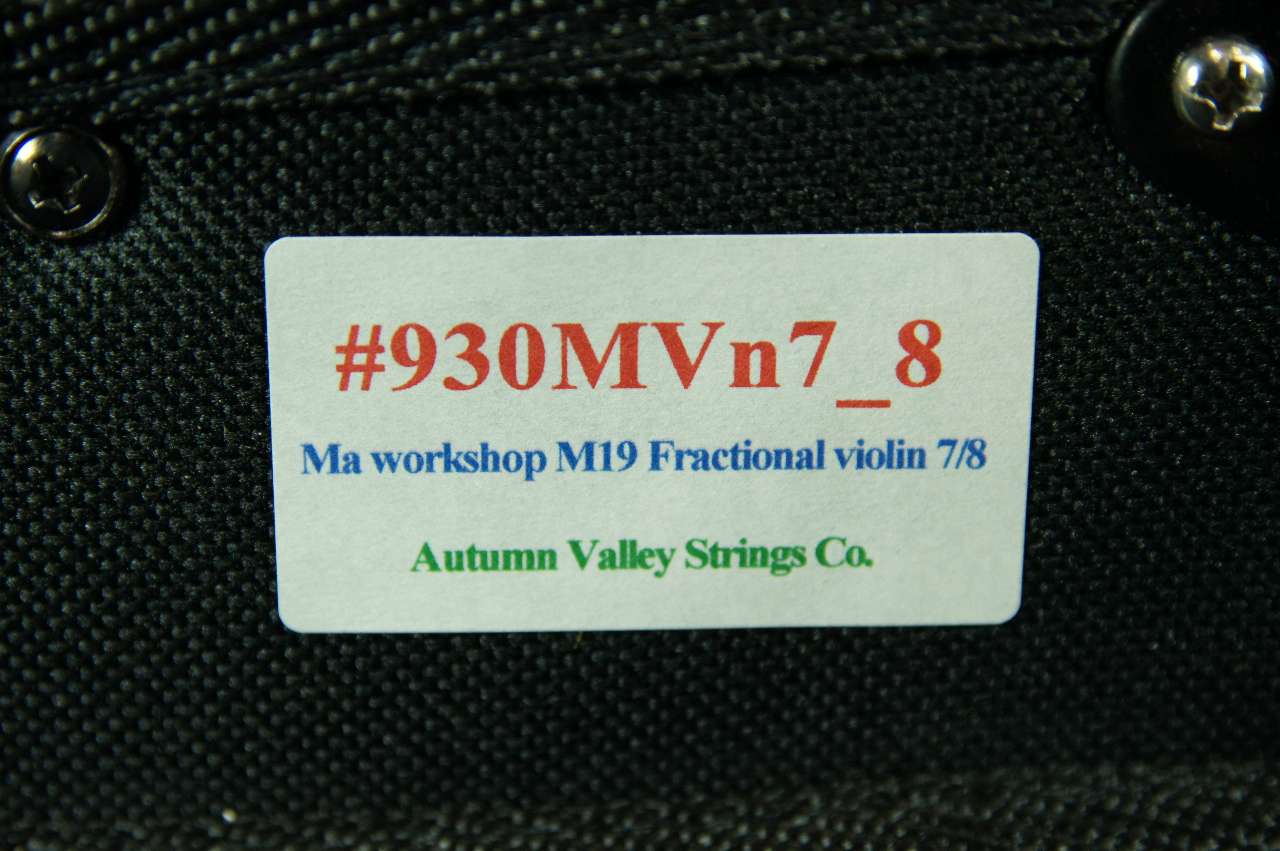 #930MVn7_8
Ma workshop M19 Fractional violin 7/8
Autumn Valley Strings Co.